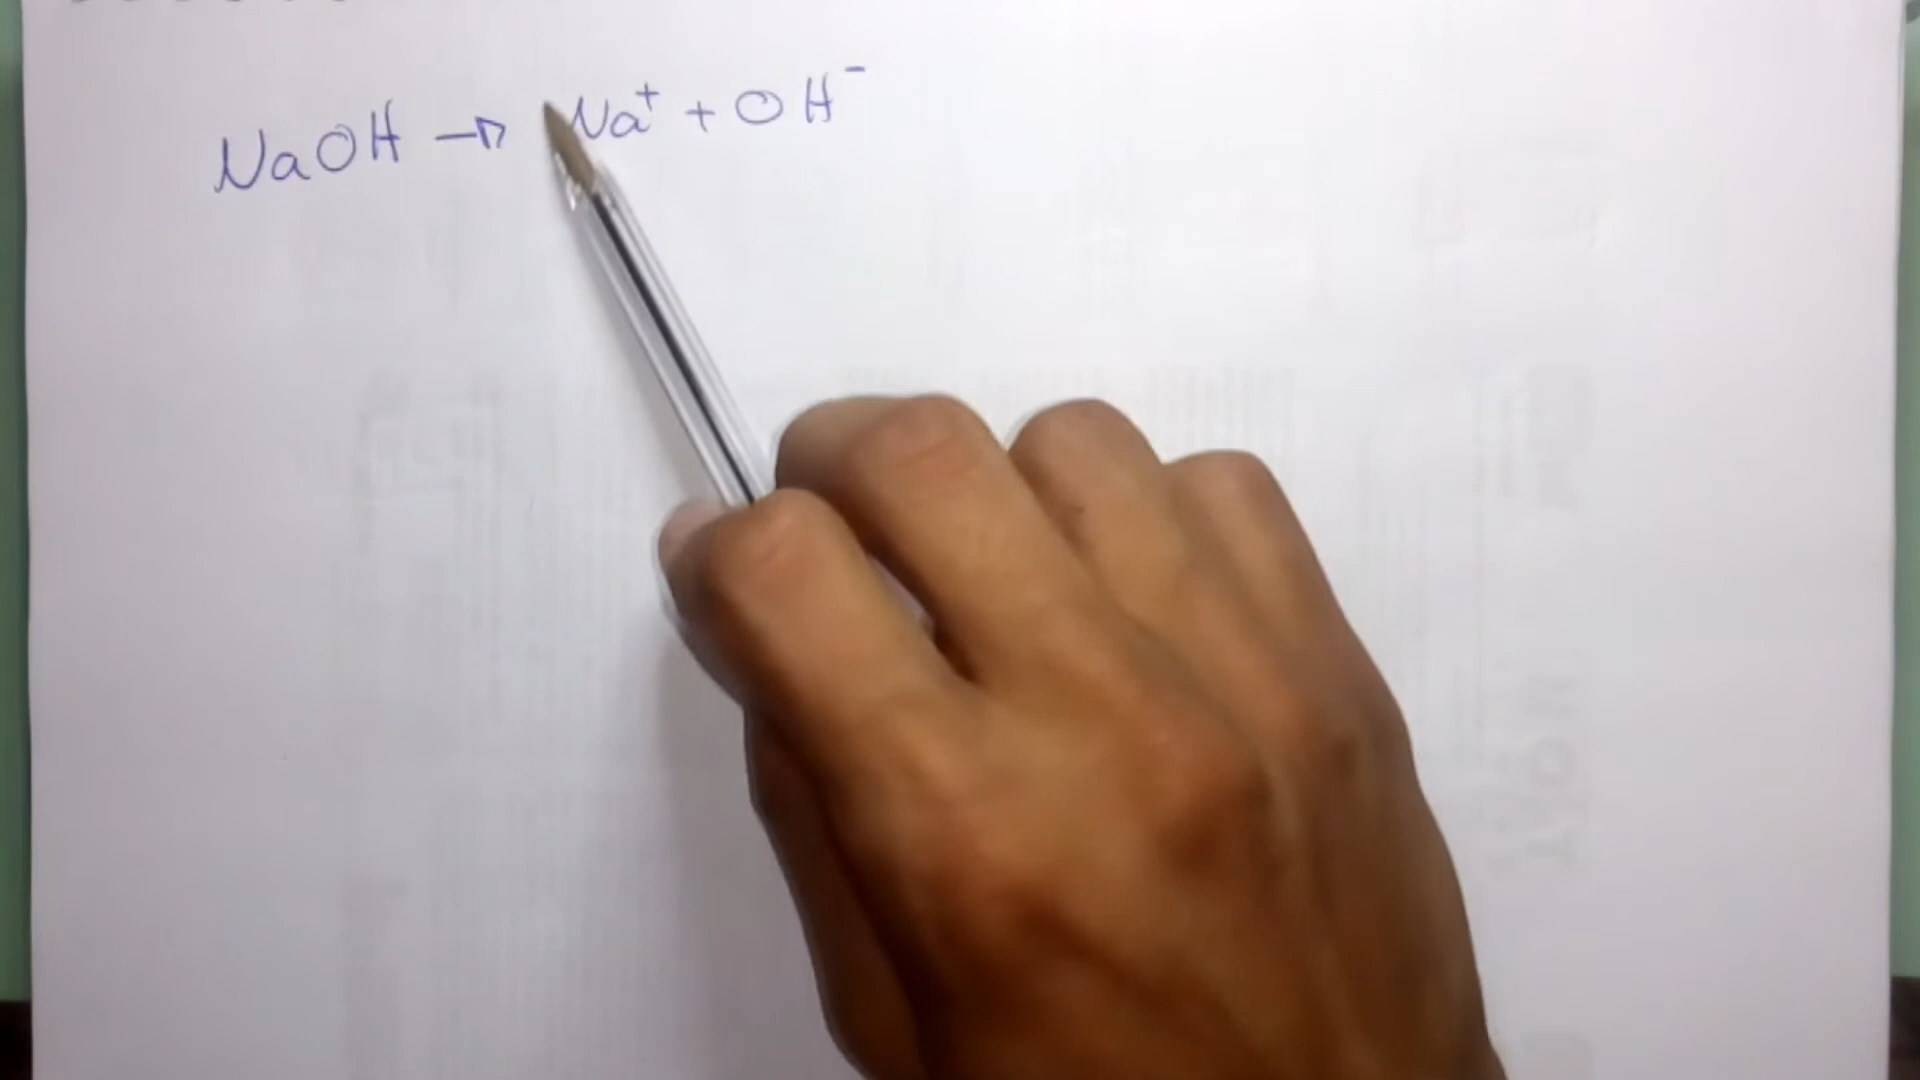 NaOH → Na⁺ + OH⁻